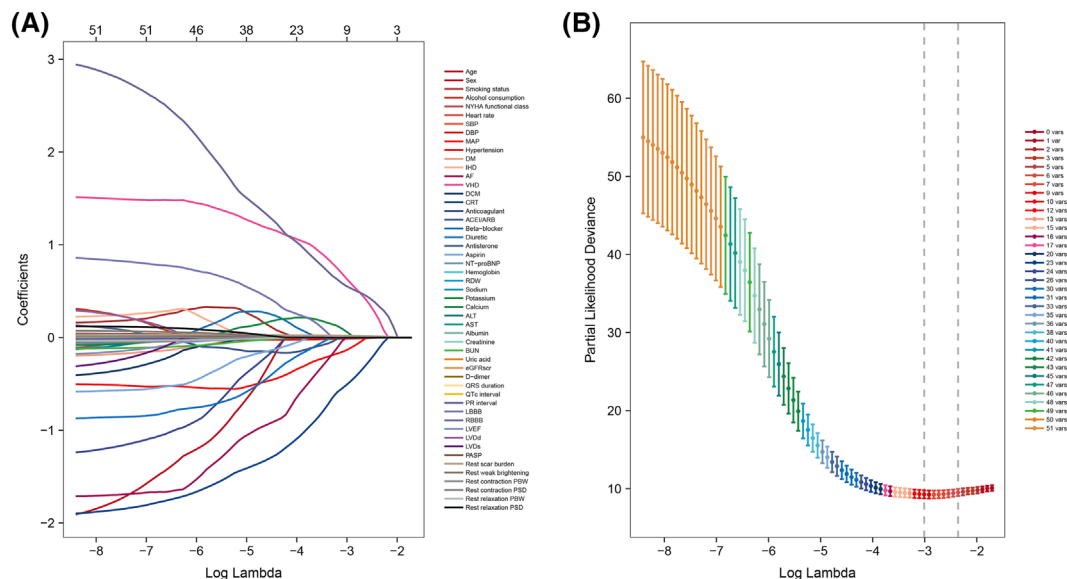 (A)
51 51 46 38 23 9 3
3
2
1
0
−1
−2
Coefficients
−8 −7 −6 −5 −4 −3 −2
Log Lambda
Age
Sex
Smoking status
Alcohol consumption
NYHA functional class
Heart rate
SBP
DBP
MAP
Hypertension
DM
IHD
AF
VHD
DCM
CRT
Anticoagulant
ACEI/ARB
Beta−blocker
Diuretic
Antisterone
Aspirin
NT−proBNP
Hemoglobin
RDW
Sodium
Potassium
Calcium
ALT
AST
Albumin
Creatinine
BUN
Uric acid
eGFRscr
D−dimer
QRS duration
QTc interval
PR interval
LBBB
RBBB
LVEF
LVDd
LVDs
PASP
Rest scar burden
Rest weak brightening
Rest contraction PBW
Rest contraction PSD
Rest relaxation PBW
Rest relaxation PSD
(B)
60
50
40
30
20
10
Partial Likelihood Deviance
−8 −7 −6 −5 −4 −3 −2
Log Lambda
0 vars
1 var
2 vars
3 vars
5 vars
6 vars
7 vars
9 vars
10 vars
12 vars
13 vars
15 vars
16 vars
17 vars
20 vars
23 vars
24 vars
26 vars
30 vars
31 vars
33 vars
35 vars
36 vars
38 vars
40 vars
41 vars
42 vars
43 vars
45 vars
47 vars
46 vars
48 vars
49 vars
50 vars
51 vars